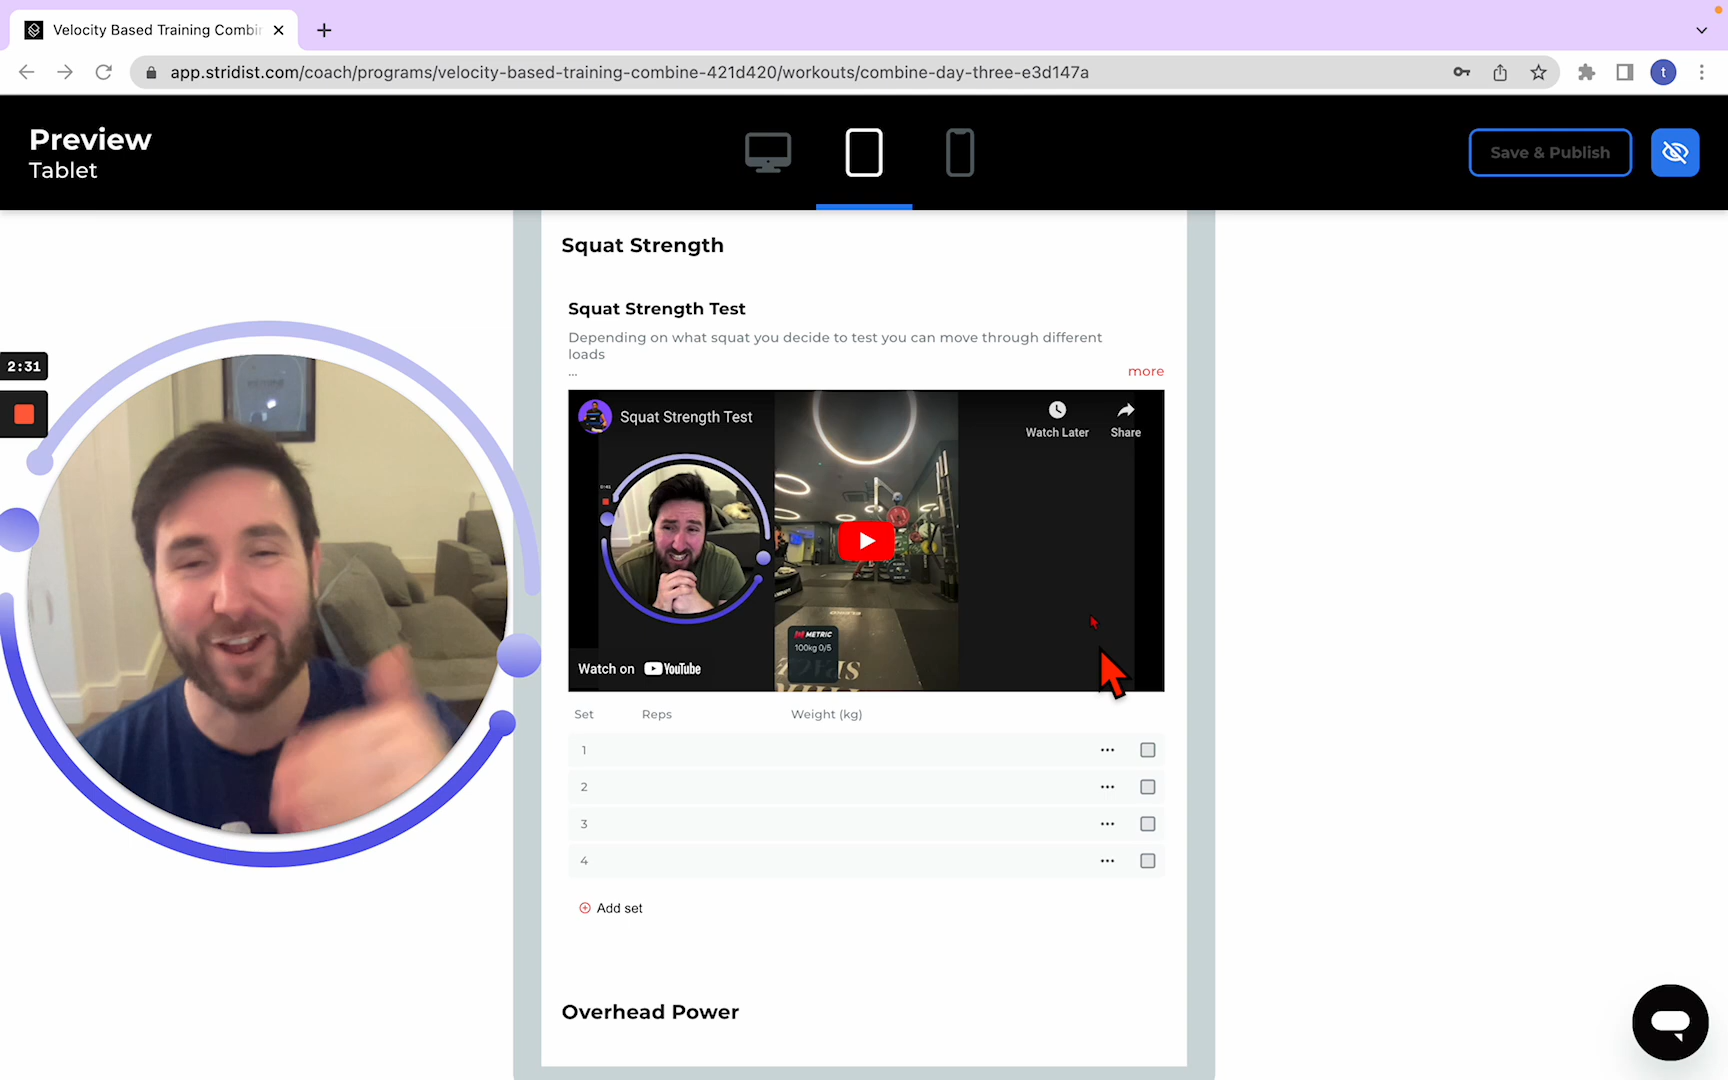 Velocity Based Training Combi
app.stridist.com/coach/programs/velocity-based-training-combine-421d420/workouts/combine-day-three-e3d147a
t
Preview
Tablet
Save & Publish
Squat Strength
Squat Strength Test
Depending on what squat you decide to test you can move through different
loads
...
more
2:31
Squat Strength Test
Watch Later
Share
METRIC
100kg 0/5
Watch on YouTube
Set Reps Weight (kg)
1
2
3
4
Add set
Overhead Power